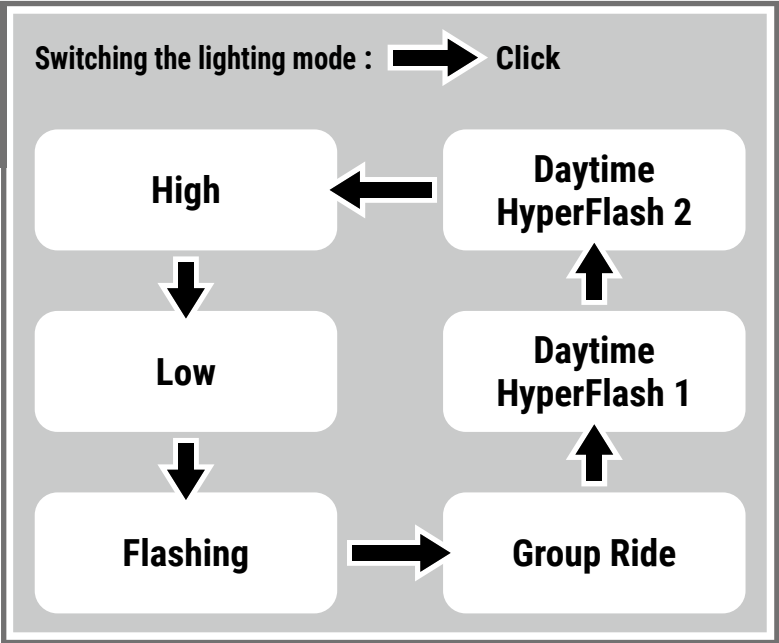 Switching the lighting mode : Click
High
Daytime
HyperFlash 2
Low
Daytime
HyperFlash 1
Flashing
Group Ride